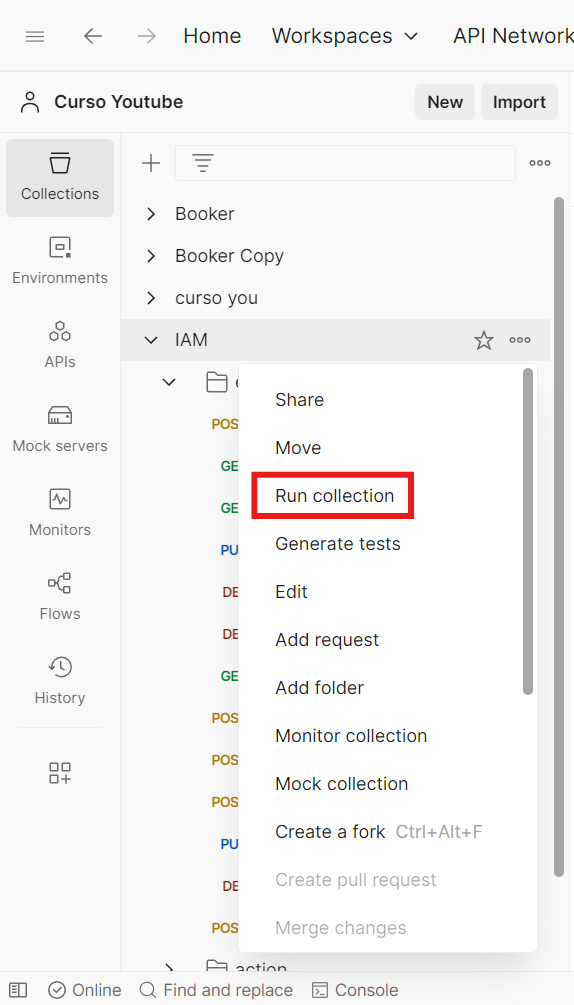 Home Workspaces API Network
Curso Youtube New Import
Collections
Environments
APIs
Mock servers
Monitors
Flows
History
Booker
Booker Copy
curso you
IAM
POS
GE
GE
PU
DE
DE
GE
POS
POS
POS
PU
DE
POS
action
Share
Move
Run collection
Generate tests
Edit
Add request
Add folder
Monitor collection
Mock collection
Create a fork Ctrl+Alt+F
Create pull request
Merge changes
Online Find and replace Console